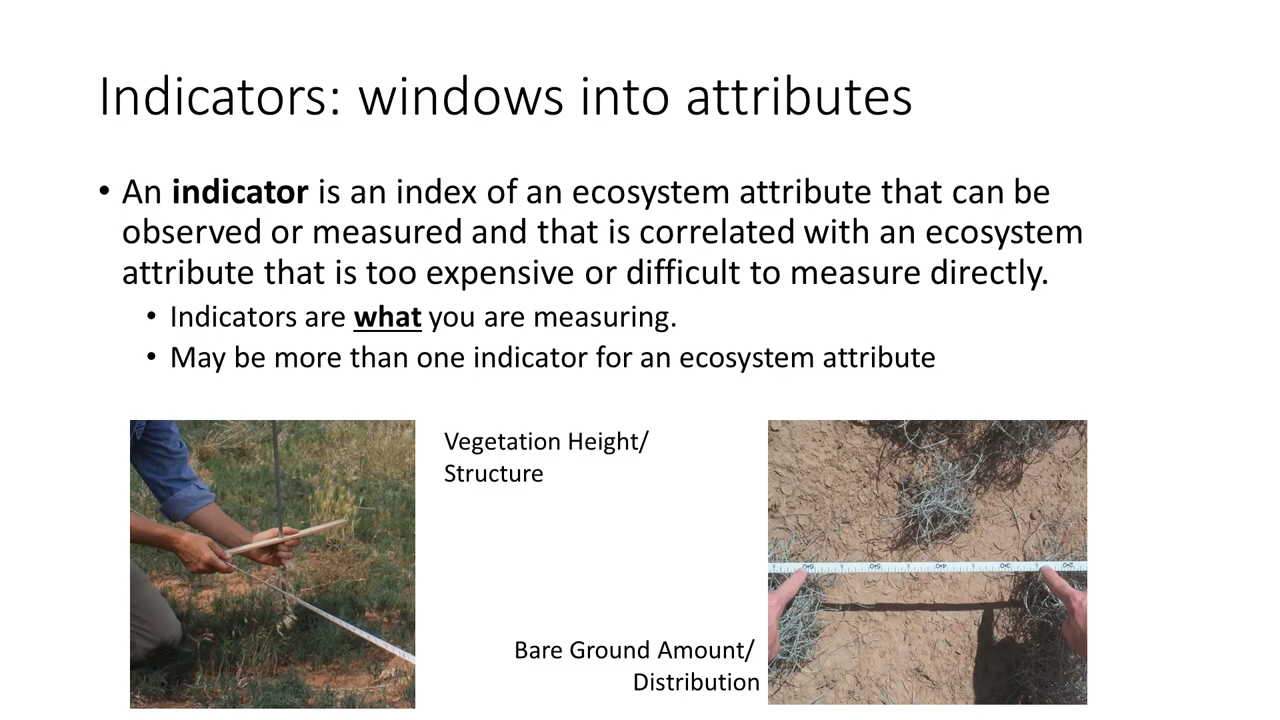 Indicators: windows into attributes
• An indicator is an index of an ecosystem attribute that can be
observed or measured and that is correlated with an ecosystem
attribute that is too expensive or difficult to measure directly.
• Indicators are what you are measuring.
• May be more than one indicator for an ecosystem attribute
Vegetation Height/
Structure
Bare Ground Amount/
Distribution